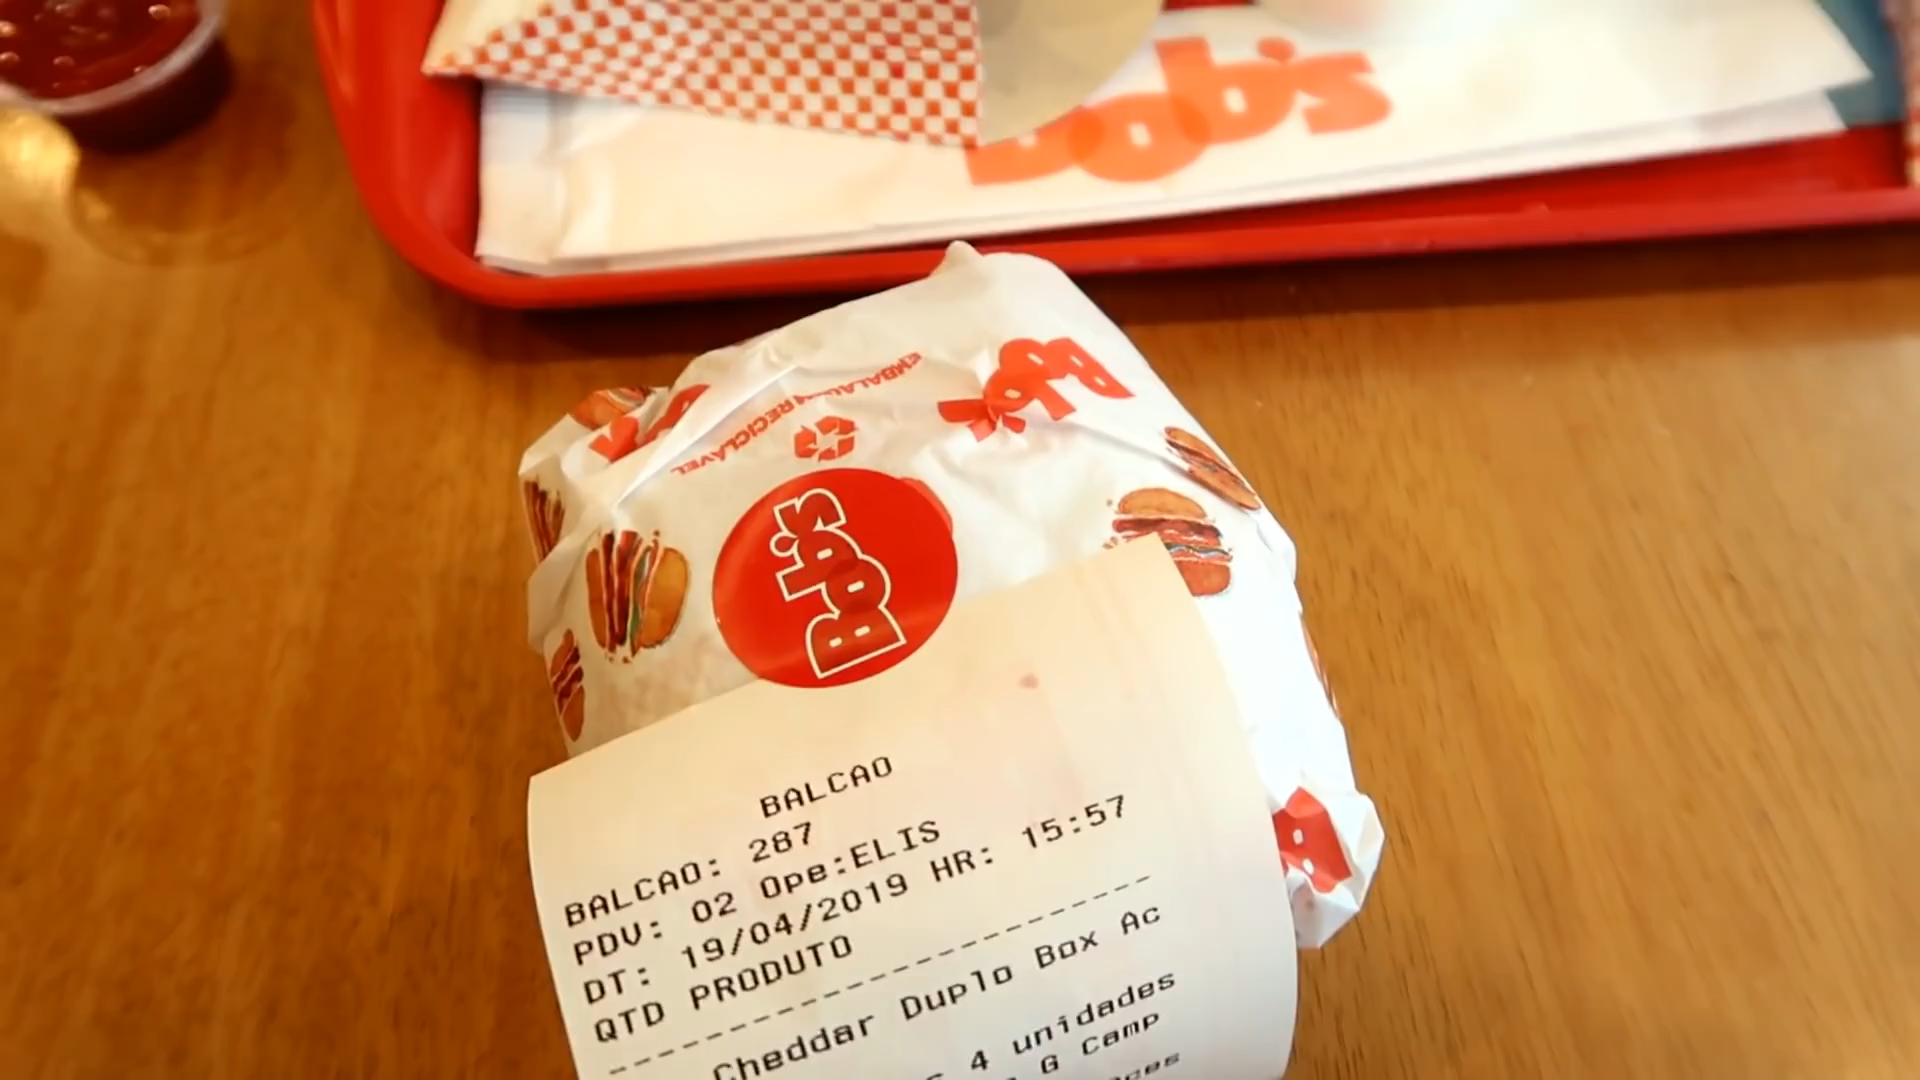 Bob's
Bob's
EMBALAGEM RECICLÁVEL
Bob's
BALCAO
BALCAO: 287
PDV: 02 Ope:ELIS
DT: 19/04/2019 HR: 15:57
QTD PRODUTO
--------------------------------
Cheddar Duplo Box Ac
4 unidades
G Camp